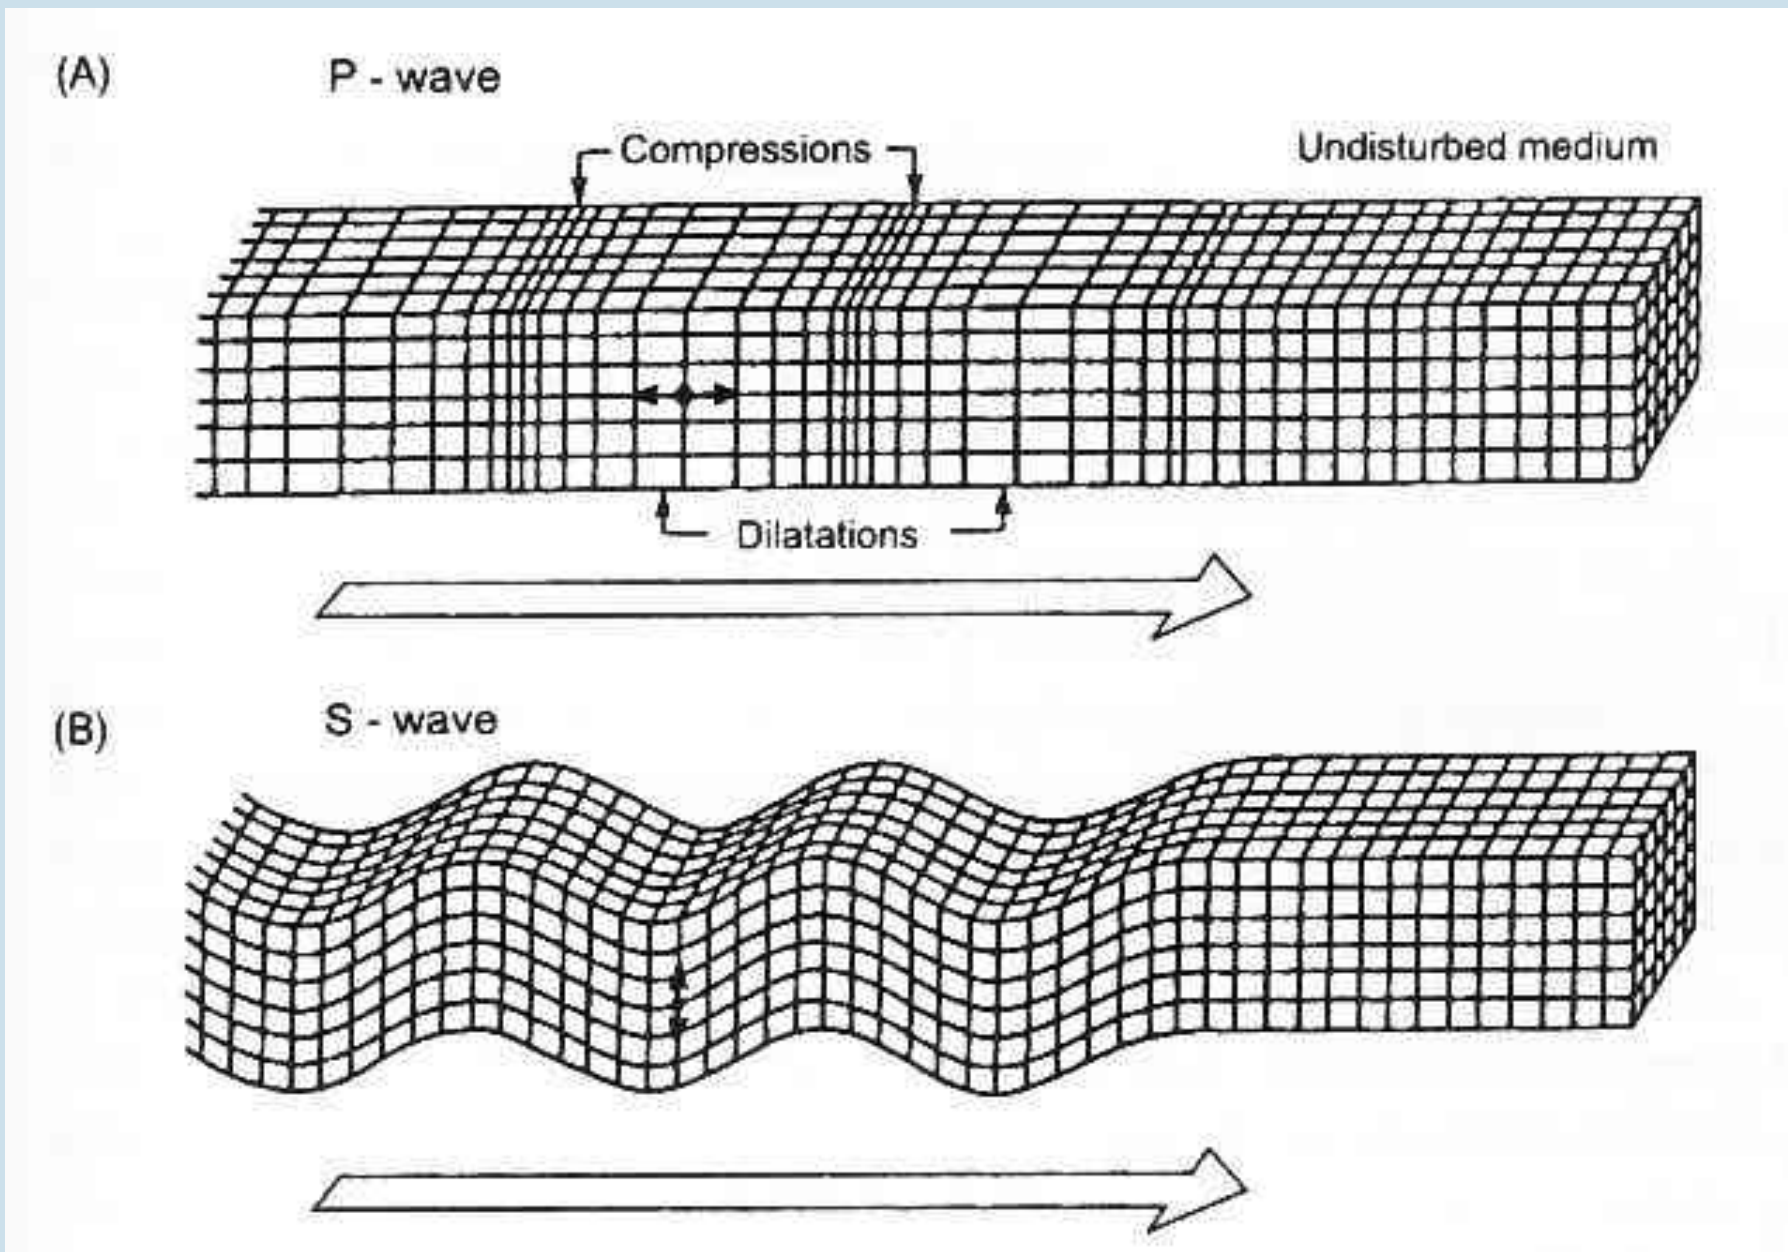 (A)
P - wave
Compressions
Undisturbed medium
Dilatations
(B)
S - wave